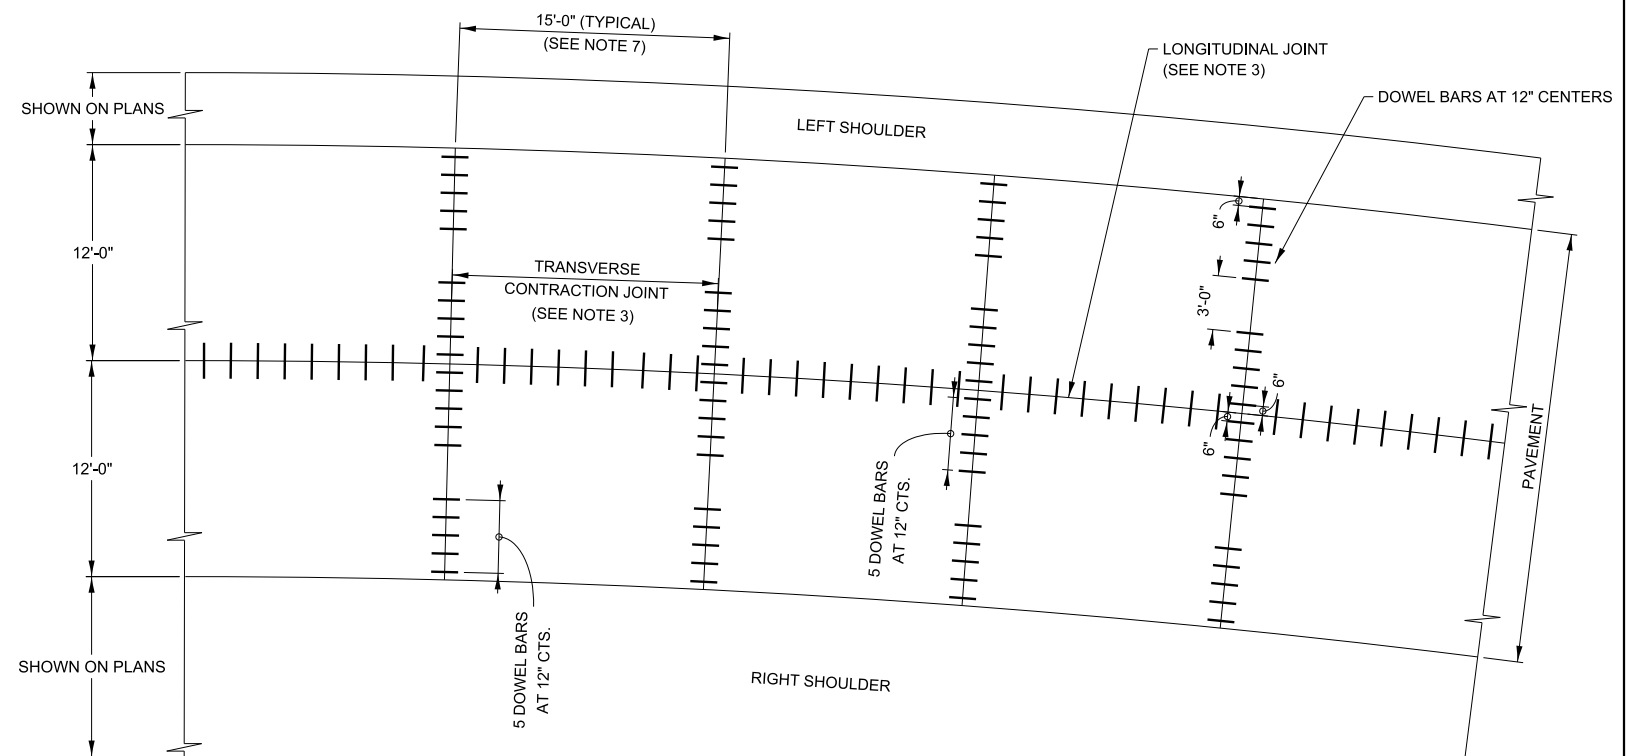 15'-0" (TYPICAL)
(SEE NOTE 7)
LONGITUDINAL JOINT
(SEE NOTE 3)
DOWEL BARS AT 12" CENTERS
SHOWN ON PLANS
LEFT SHOULDER
6"
12'-0"
TRANSVERSE
CONTRACTION JOINT
(SEE NOTE 3)
3'-0"
6"
6"
12'-0"
5 DOWEL BARS
AT 12" CTS.
PAVEMENT
5 DOWEL BARS
AT 12" CTS.
SHOWN ON PLANS
RIGHT SHOULDER